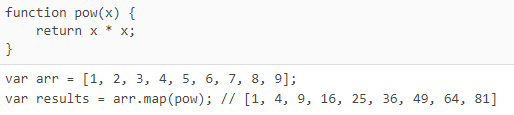 function pow(x) {
    return x * x;
}
var arr = [1, 2, 3, 4, 5, 6, 7, 8, 9];
var results = arr.map(pow); // [1, 4, 9, 16, 25, 36, 49, 64, 81]